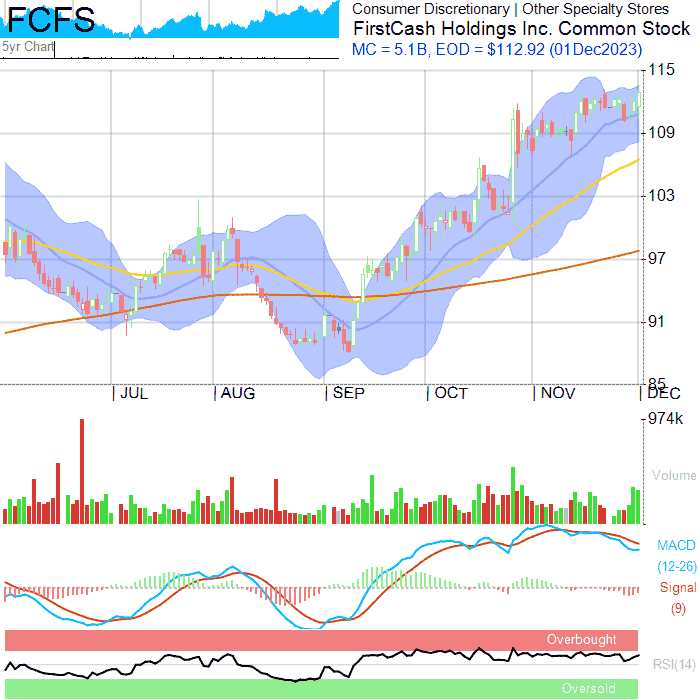 FCFS
5yr Chart
Consumer Discretionary | Other Specialty Stores
FirstCash Holdings Inc. Common Stock
MC = 5.1B, EOD = $112.92 (01Dec2023)
115
109
103
97
91
85
JUL
AUG
SEP
OCT
NOV
DEC
974k
Volume
MACD
(12-26)
Signal
(9)
Overbought
RSI(14)
Oversold